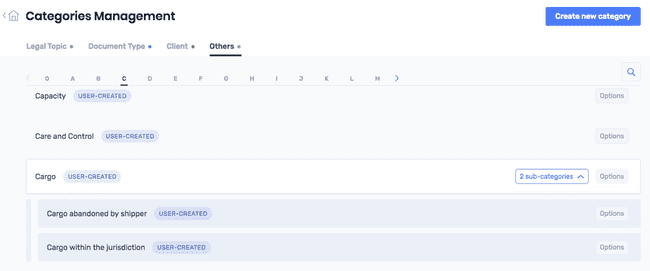 Categories Management
Create new category
Legal Topic
Document Type
Client
Others
0 A B C D E F G H I J K L M
Capacity USER-CREATED Options
Care and Control USER-CREATED Options
Cargo USER-CREATED 2 sub-categories Options
Cargo abandoned by shipper USER-CREATED Options
Cargo within the jurisdiction USER-CREATED Options